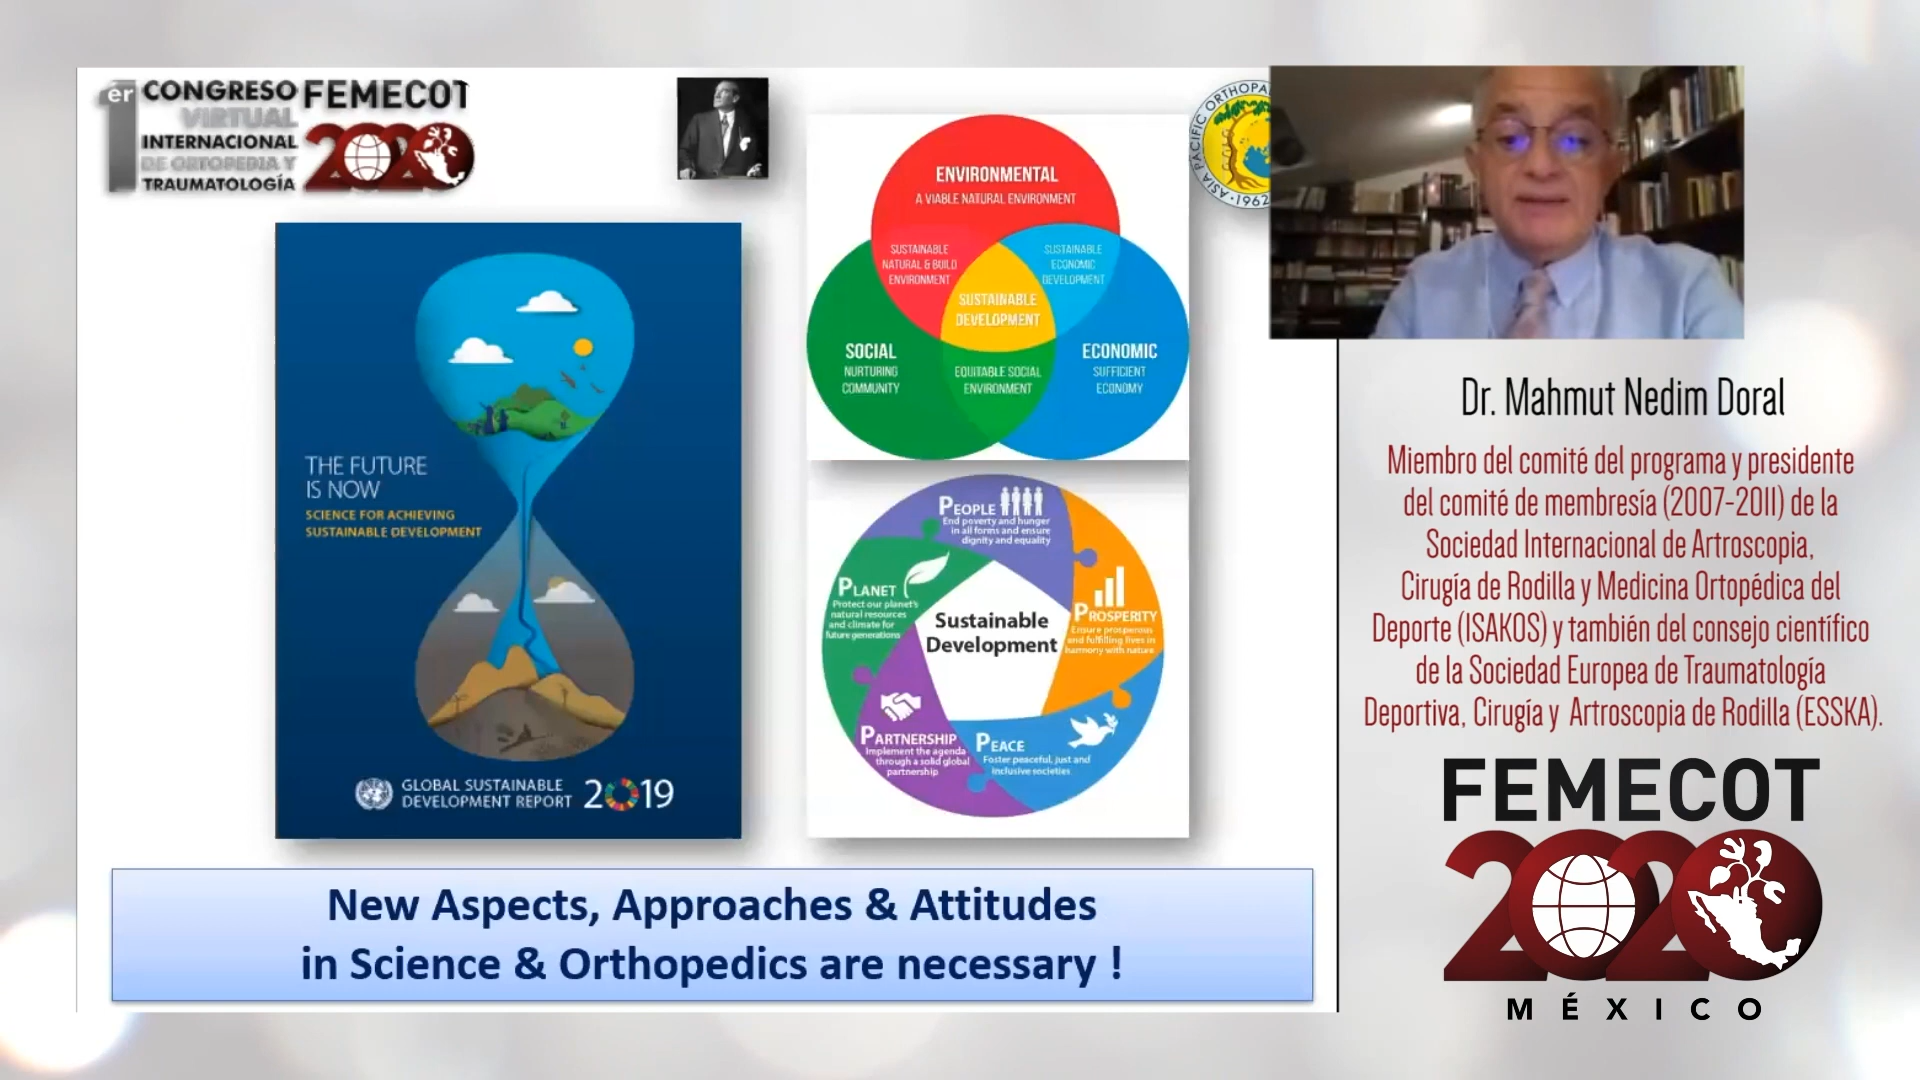 1er CONGRESO FEMECOT
VIRTUAL
INTERNACIONAL 2020
DE ORTOPEDIA Y
TRAUMATOLOGÍA
THE FUTURE
IS NOW
SCIENCE FOR ACHIEVING
SUSTAINABLE DEVELOPMENT
GLOBAL SUSTAINABLE
DEVELOPMENT REPORT 2019
ENVIRONMENTAL
A VIABLE NATURAL ENVIRONMENT
SUSTAINABLE
NATURAL & BUILD
ENVIRONMENT
SUSTAINABLE
ECONOMIC
DEVELOPMENT
SUSTAINABLE
DEVELOPMENT
SOCIAL
NURTURING
COMMUNITY
EQUITABLE SOCIAL
ENVIRONMENT
ECONOMIC
SUFFICIENT
ECONOMY
PEOPLE
End poverty and hunger
in all forms and ensure
dignity and equality
PLANET
Protect our planet's
natural resources
and climate for
future generations
PROSPERITY
Ensure prosperous
and fulfilling lives in
harmony with nature
Sustainable
Development
PARTNERSHIP
Implement the agenda
through a solid global
partnership
PEACE
Foster peaceful, just and
inclusive societies
ASIA PACIFIC
1962
New Aspects, Approaches & Attitudes
in Science & Orthopedics are necessary !
Dr. Mahmut Nedim Doral
Miembro del comité del programa y presidente
del comité de membresía (2007-2011) de la
Sociedad Internacional de Artroscopia,
Cirugía de Rodilla y Medicina Ortopédica del
Deporte (ISAKOS) y también del consejo científico
de la Sociedad Europea de Traumatología
Deportiva, Cirugía y Artroscopia de Rodilla (ESSKA).
FEMECOT
2020
MÉXICO